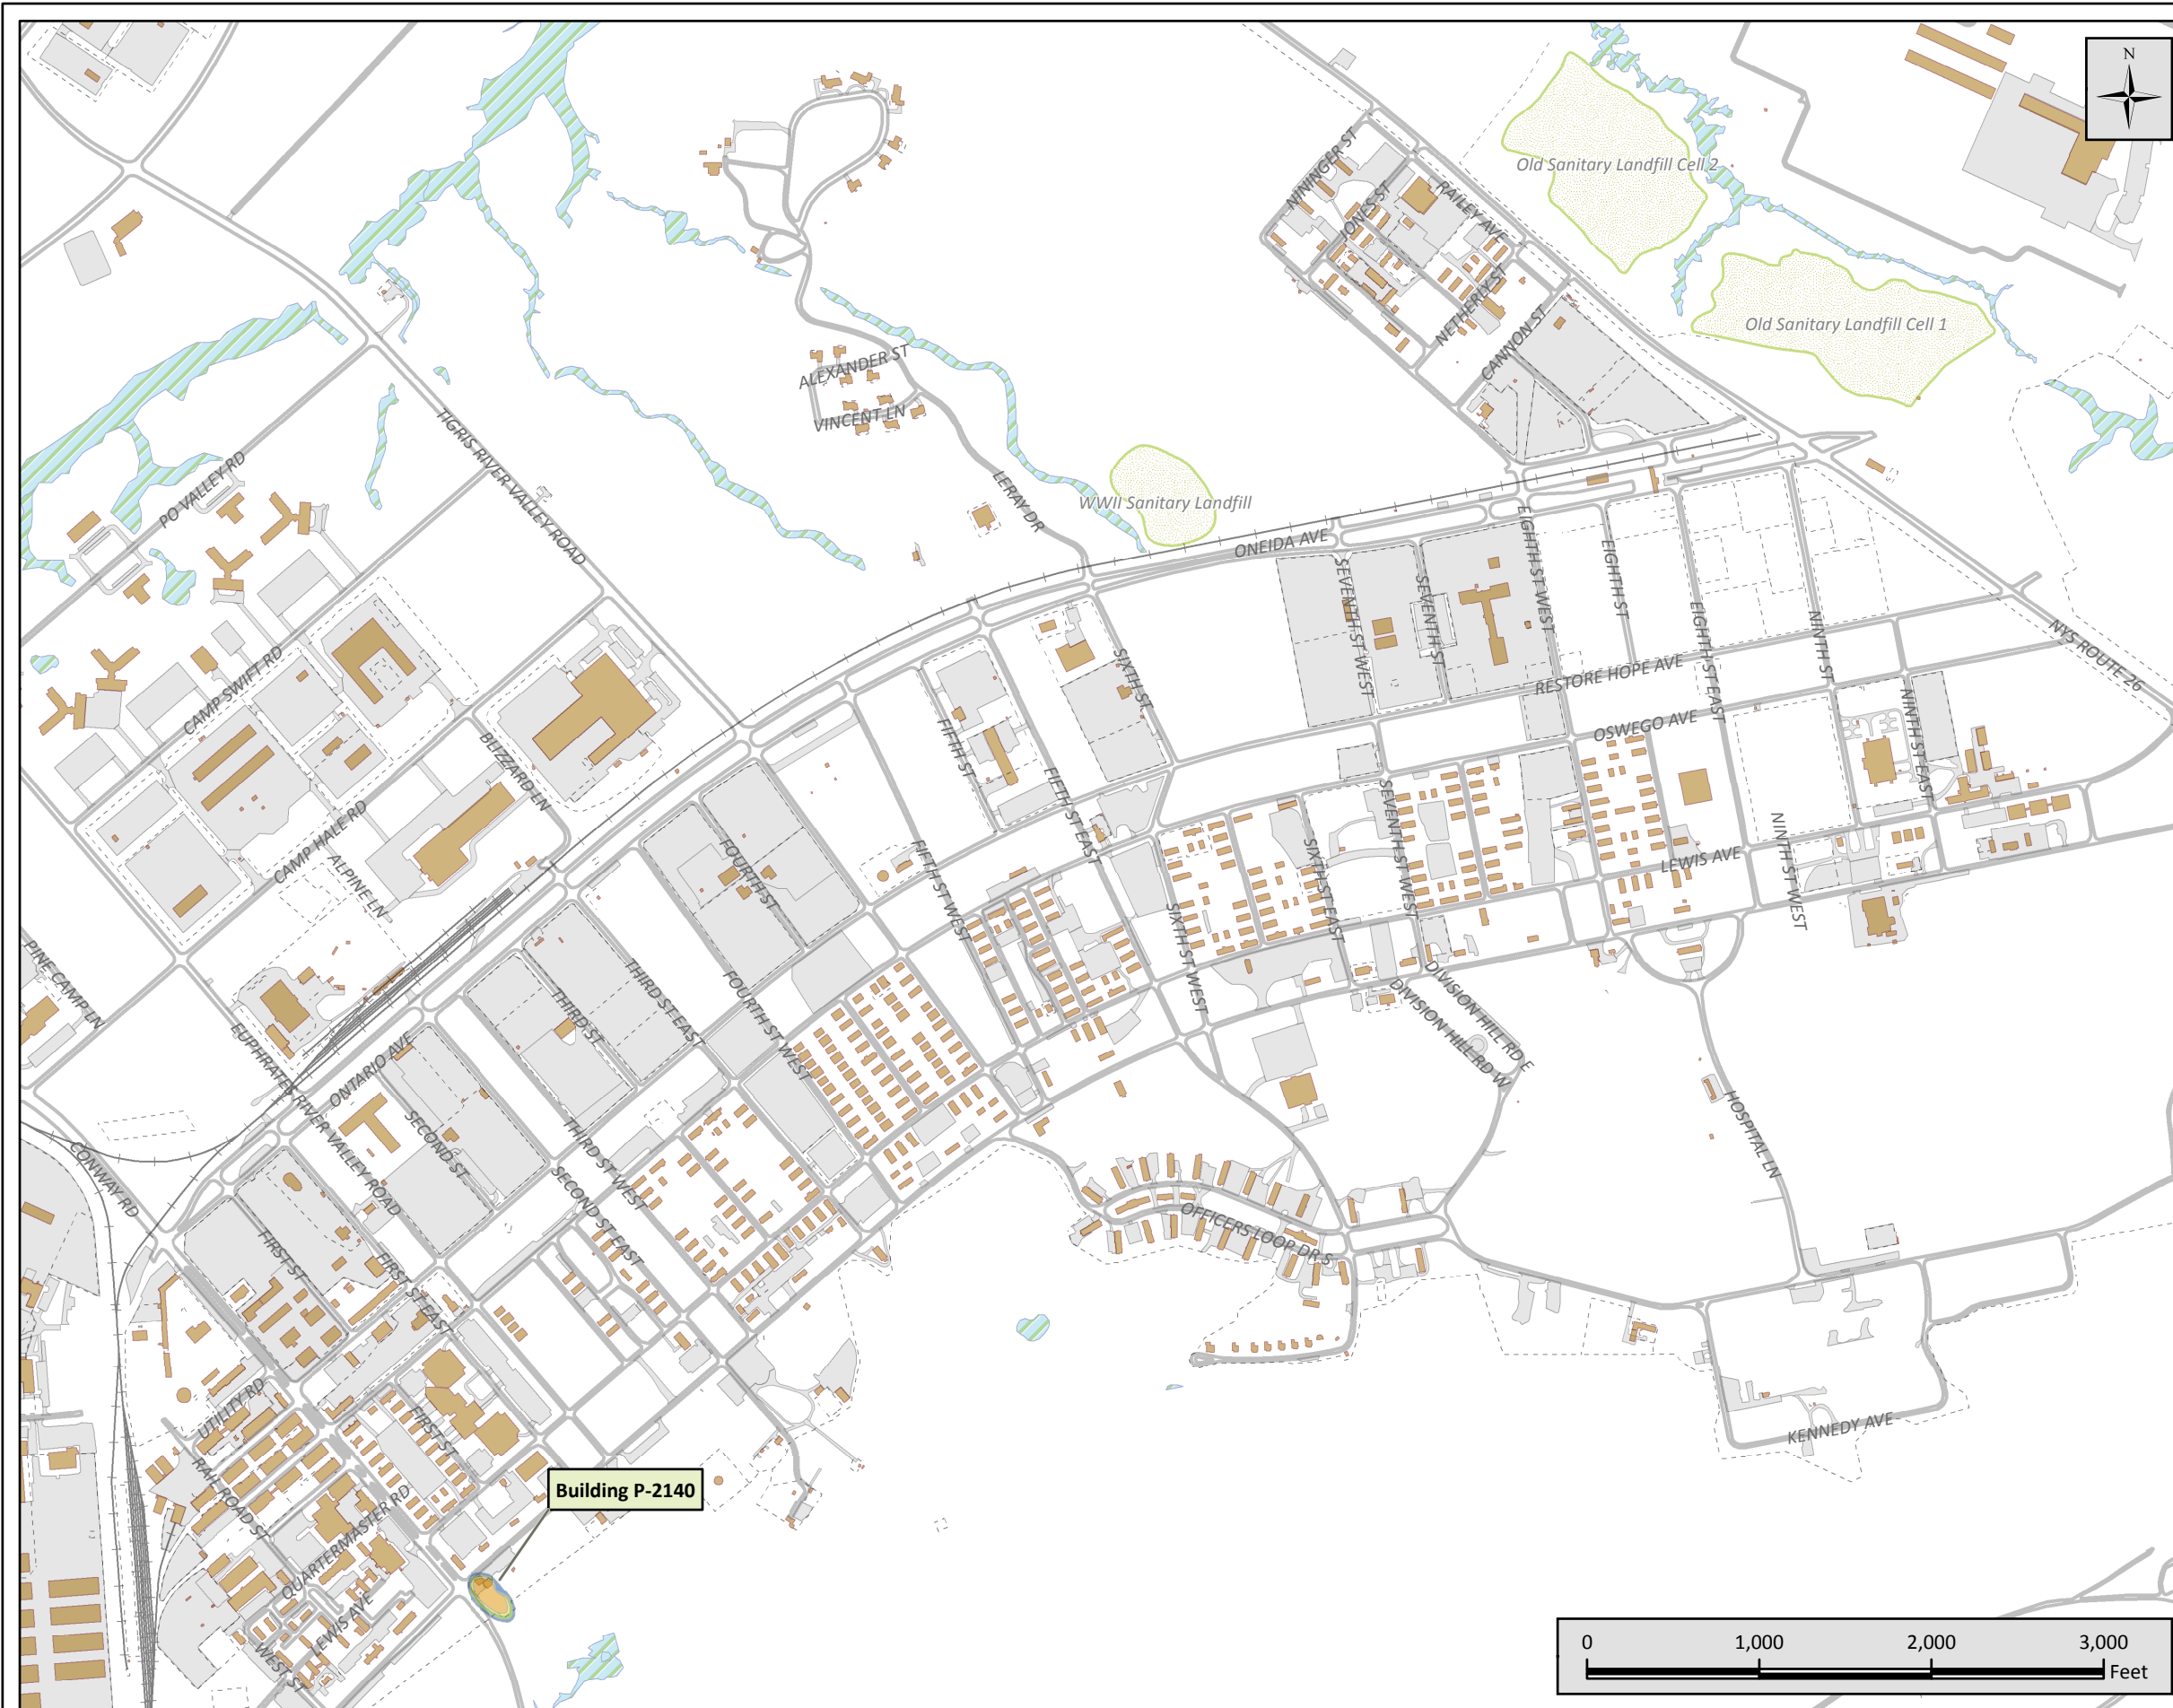 N
NININGER ST
JONES ST
RAILEY AVE
Old Sanitary Landfill Cell 2
NETHERLY ST
CANNON ST
Old Sanitary Landfill Cell 1
ALEXANDER ST
VINCENT LN
TIGRIS RIVER VALLEY ROAD
PO VALLEY RD
LERAY DR
WWII Sanitary Landfill
ONEIDA AVE
EIGHTH ST WEST
EIGHTH ST
SEVENTH ST WEST
SEVENTH ST
EIGHTH ST EAST
NINTH ST
NYS ROUTE 26
RESTORE HOPE AVE
OSWEGO AVE
NINTH ST EAST
SIXTH ST
CAMP SWIFT RD
BLIZZARD LN
FIFTH ST
FIFTH ST EAST
SEVENTH ST WEST
CAMP HALE RD
ALPINE LN
FOURTH ST
FIFTH ST WEST
SIXTH ST EAST
LEWIS AVE
NINTH ST WEST
SIXTH ST WEST
PINE CAMP LN
THIRD ST
THIRD ST EAST
FOURTH ST WEST
DIVISION HILL RD E
DIVISION HILL RD W
EUPHRATES RIVER VALLEY ROAD
ONTARIO AVE
SECOND ST
THIRD ST WEST
SECOND ST EAST
HOSPITAL LN
CONWAY RD
OFFICERS LOOP DR S
FIRST ST
FIRST ST EAST
UTILITY RD
FIRST ST
KENNEDY AVE
RAILROAD ST
QUARTERMASTER RD
Building P-2140
LEWIS AVE
WEST ST
0 1,000 2,000 3,000
Feet